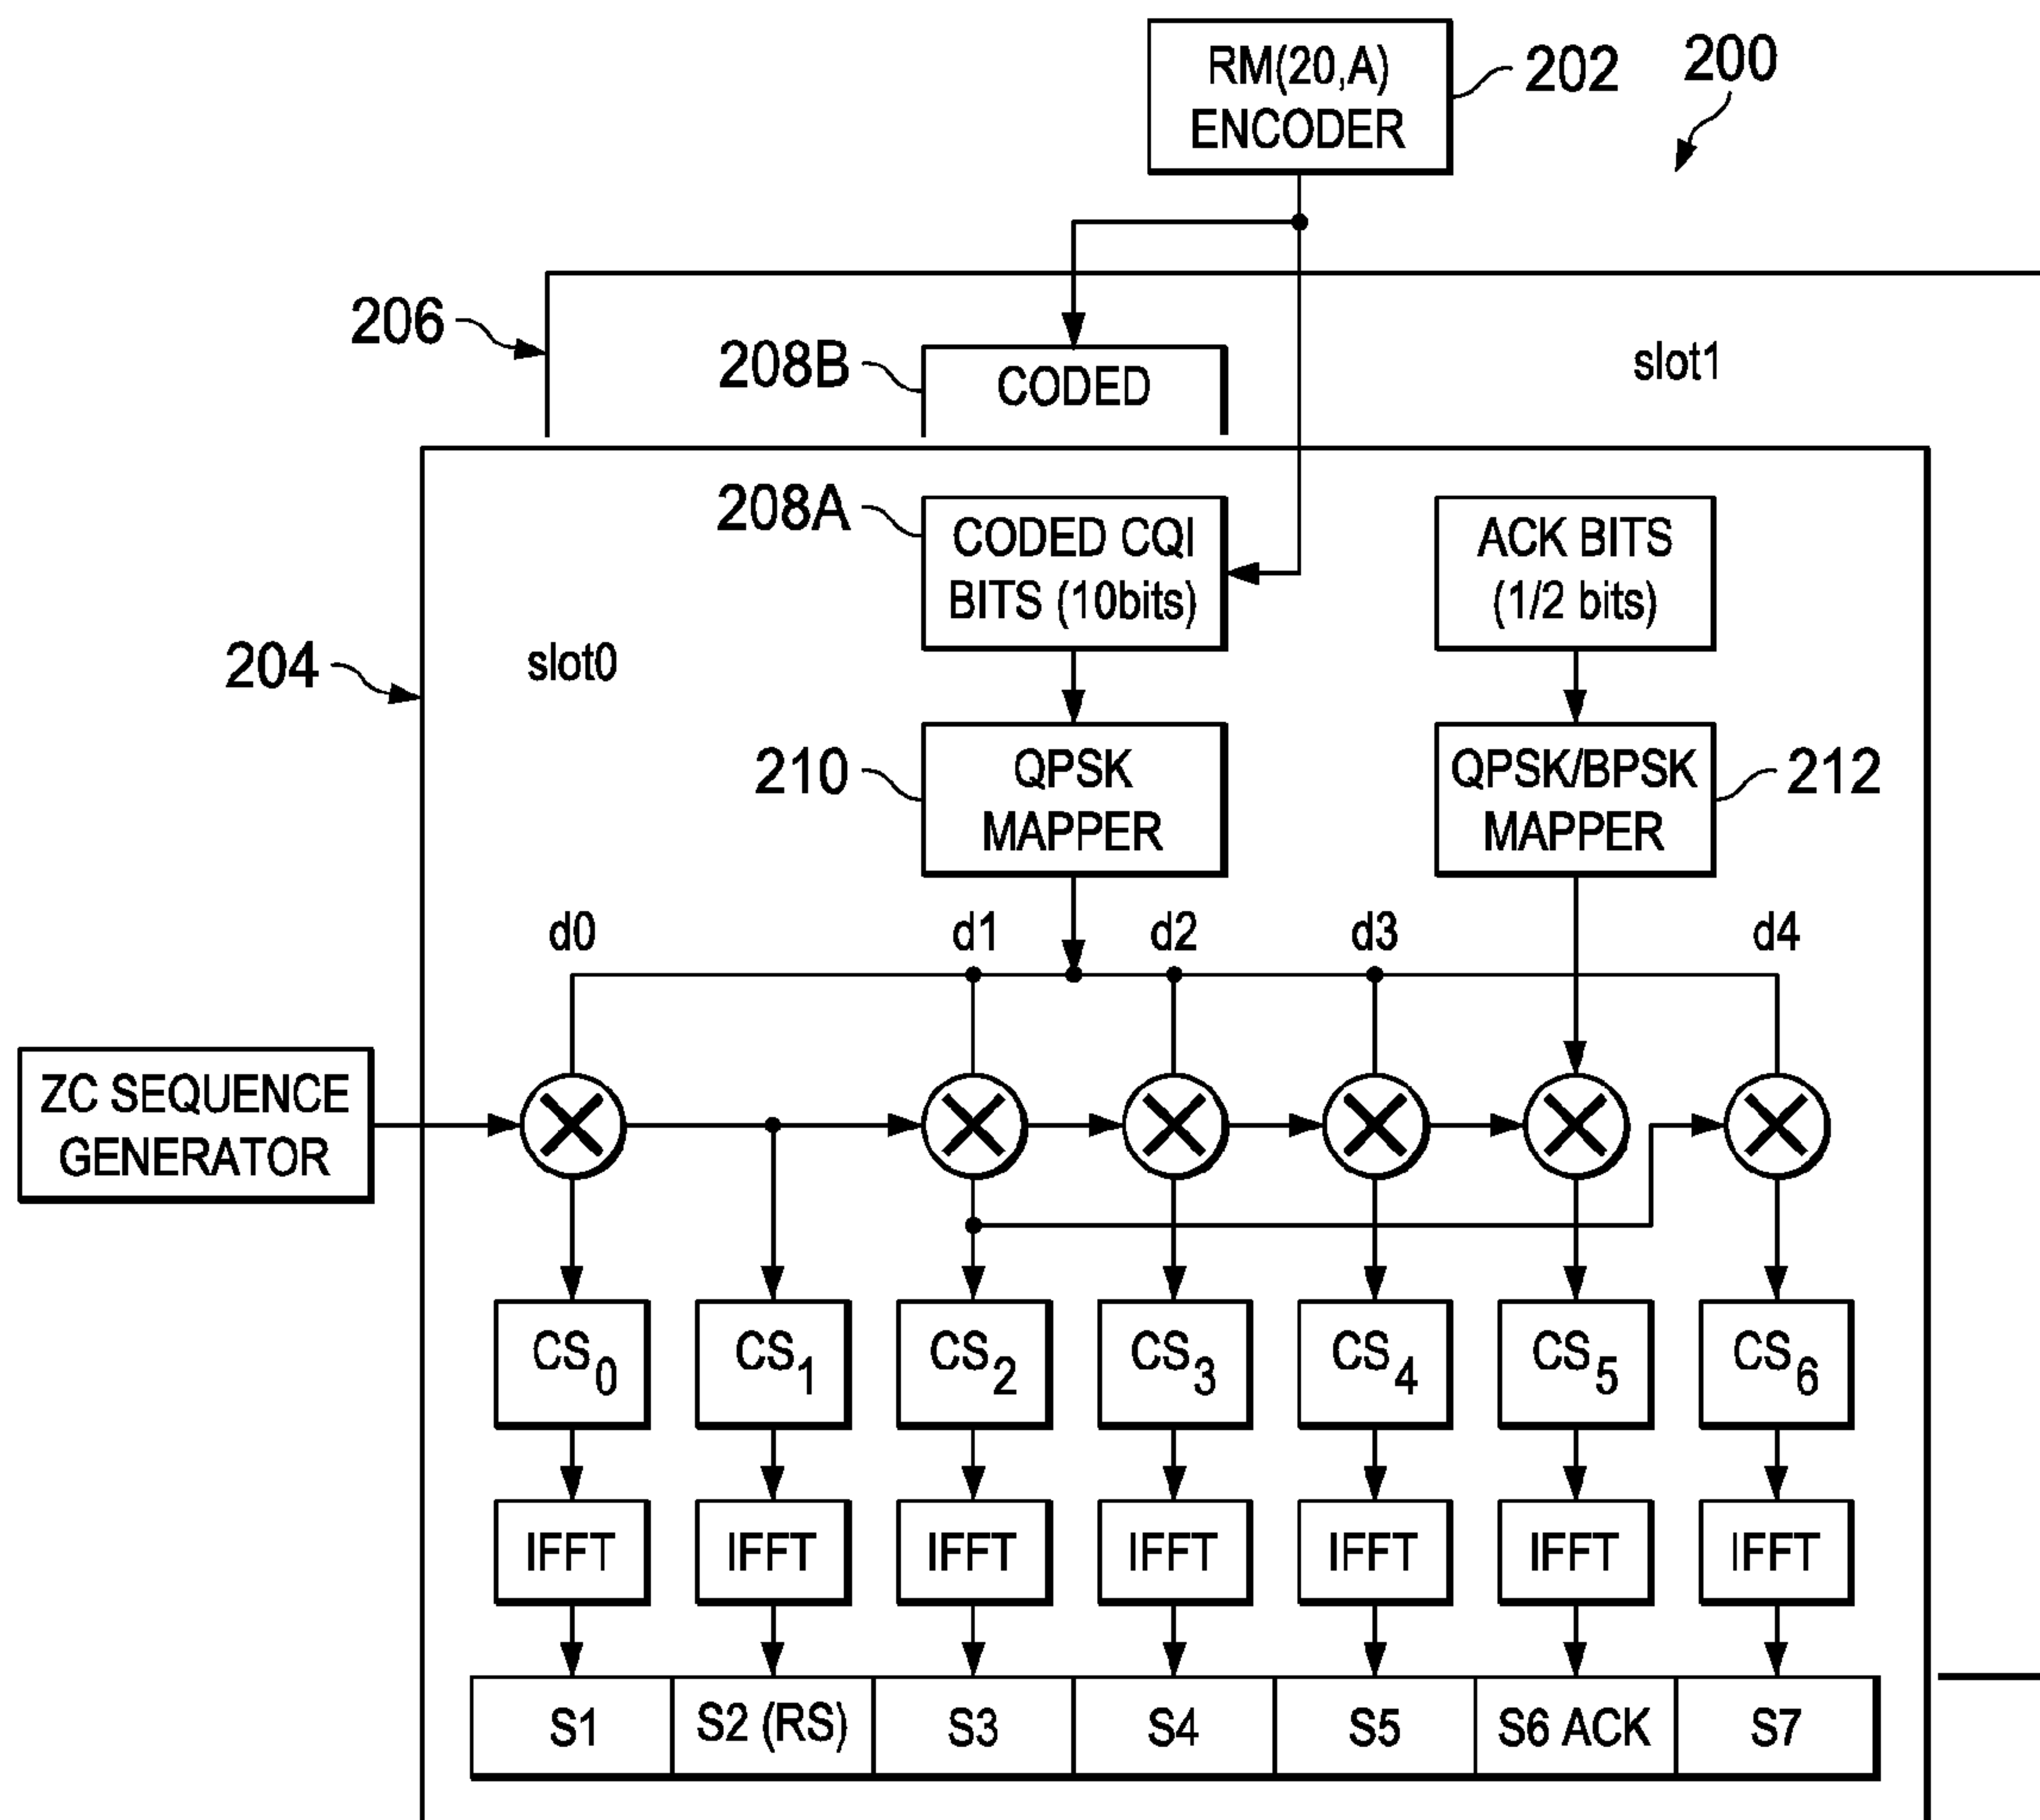 RM(20,A)
ENCODER
202
200
206
208B
CODED
slot1
208A
CODED CQI
BITS (10bits)
ACK BITS
(1/2 bits)
204
slot0
210
QPSK
MAPPER
QPSK/BPSK
MAPPER
212
d0
d1
d2
d3
d4
ZC SEQUENCE
GENERATOR
CS0
CS1
CS2
CS3
CS4
CS5
CS6
IFFT
IFFT
IFFT
IFFT
IFFT
IFFT
IFFT
S1
S2 (RS)
S3
S4
S5
S6 ACK
S7